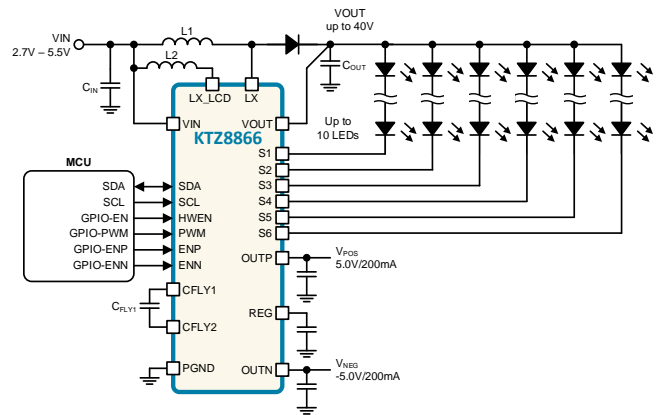 VOUT
up to 40V
VIN
2.7V – 5.5V
L1
L2
CIN
COUT
LX_LCD
LX
VIN
VOUT
KTZ8866
Up to
10 LEDs
S1
S2
S3
S4
S5
S6
MCU
SDA
SDA
SCL
SCL
GPIO-EN
HWEN
GPIO-PWM
PWM
GPIO-ENP
ENP
GPIO-ENN
ENN
OUTP
VPOS
5.0V/200mA
CFLY1
CFLY1
REG
CFLY2
PGND
OUTN
VNEG
-5.0V/200mA